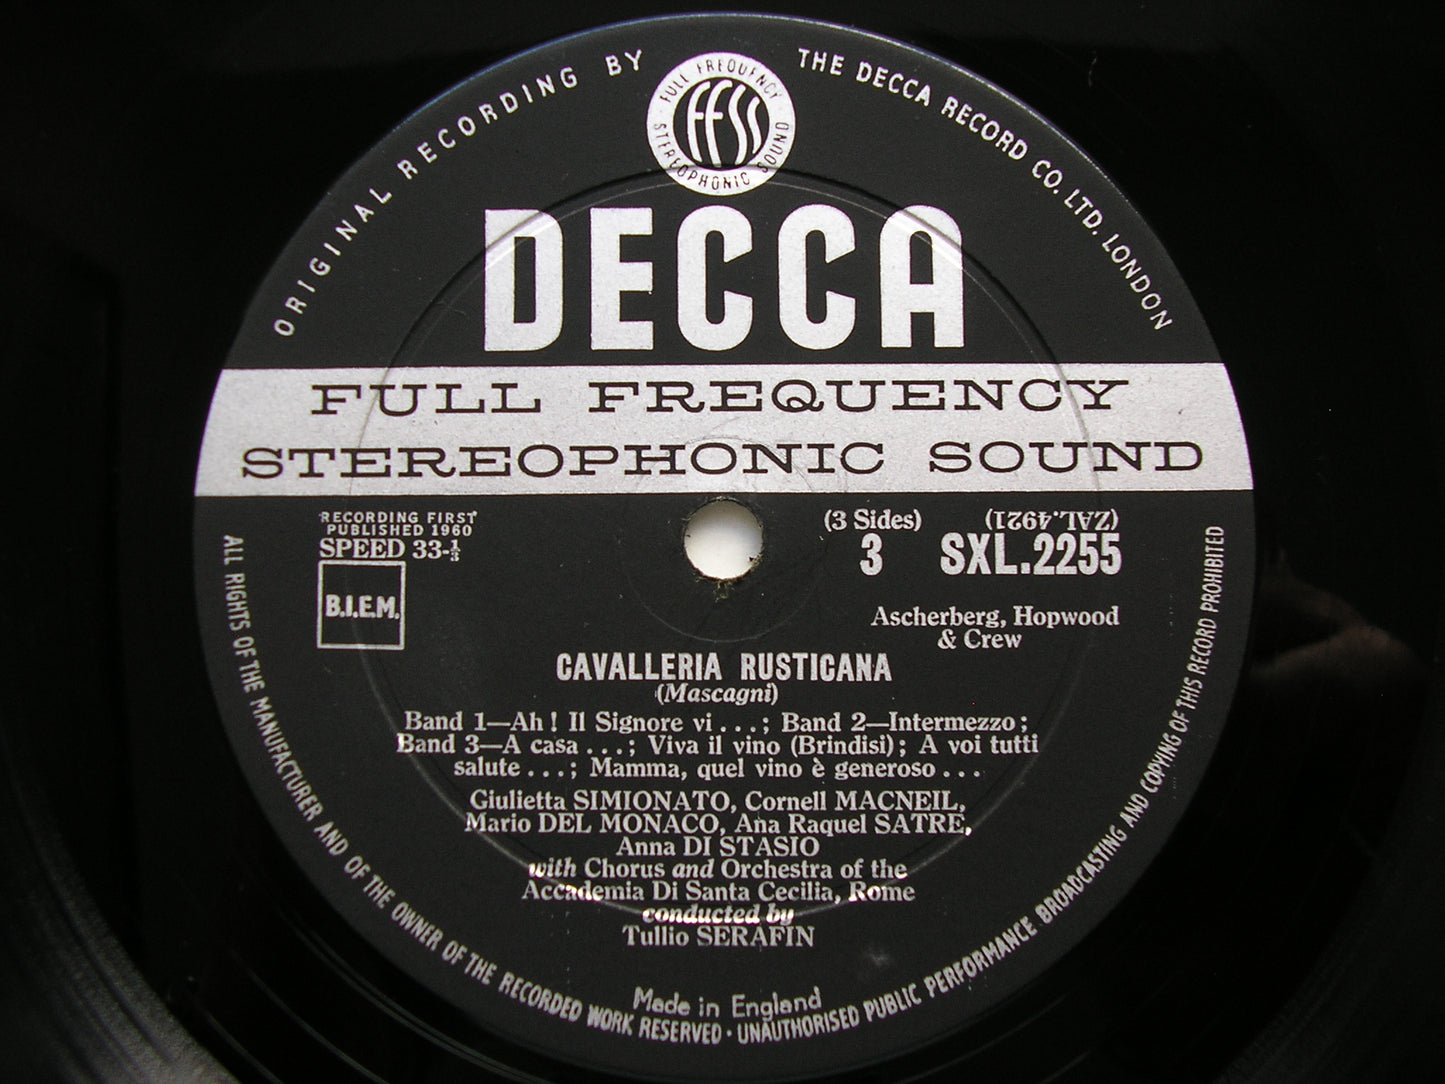 ORIGINAL RECORDING BY THE DECCA RECORD CO. LTD. LONDON
FULL FREQUENCY STEREOPHONIC SOUND
FFSS
DECCA
FULL FREQUENCY
STEREOPHONIC SOUND
RECORDING FIRST
PUBLISHED 1960
SPEED 33-⅓
B.I.E.M.
(3 Sides) (ZAL.4921)
3 SXL.2255
Ascherberg, Hopwood
& Crew
CAVALLERIA RUSTICANA
(Mascagni)
Band 1—Ah! Il Signore vi...; Band 2—Intermezzo;
Band 3—A casa...; Viva il vino (Brindisi); A voi tutti
salute...; Mamma, quel vino è generoso...
Giulietta SIMIONATO, Cornell MACNEIL,
Mario DEL MONACO, Ana Raquel SATRE,
Anna DI STASIO
with Chorus and Orchestra of the
Accademia Di Santa Cecilia, Rome
conducted by
Tullio SERAFIN
Made in England
ALL RIGHTS OF THE MANUFACTURER AND OF THE OWNER OF THE RECORDED WORK RESERVED · UNAUTHORISED PUBLIC PERFORMANCE BROADCASTING AND COPYING OF THIS RECORD PROHIBITED